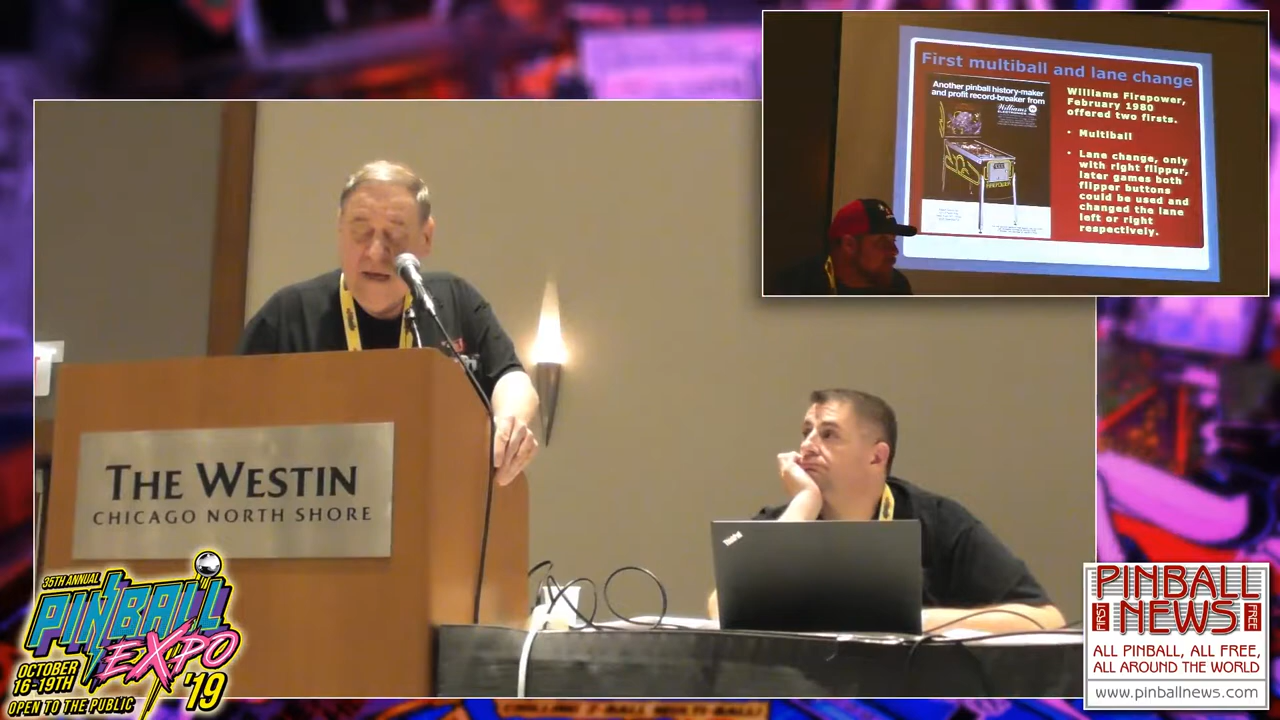 First multiball and lane change
Another pinball history-maker
and profit record-breaker from
Williams
Williams Firepower,
February 1980
offered two firsts.
• Multiball
• Lane change, only
with right flipper,
later games both
flipper buttons
could be used and
changed the lane
left or right
respectively.
THE WESTIN
CHICAGO NORTH SHORE
ThinkPad
35TH ANNUAL
PINBALL
EXPO
OCTOBER
16-19TH
'19
OPEN TO THE PUBLIC
PINBALL
FIRST NEWS FREE
ALL PINBALL, ALL FREE,
ALL AROUND THE WORLD
www.pinballnews.com